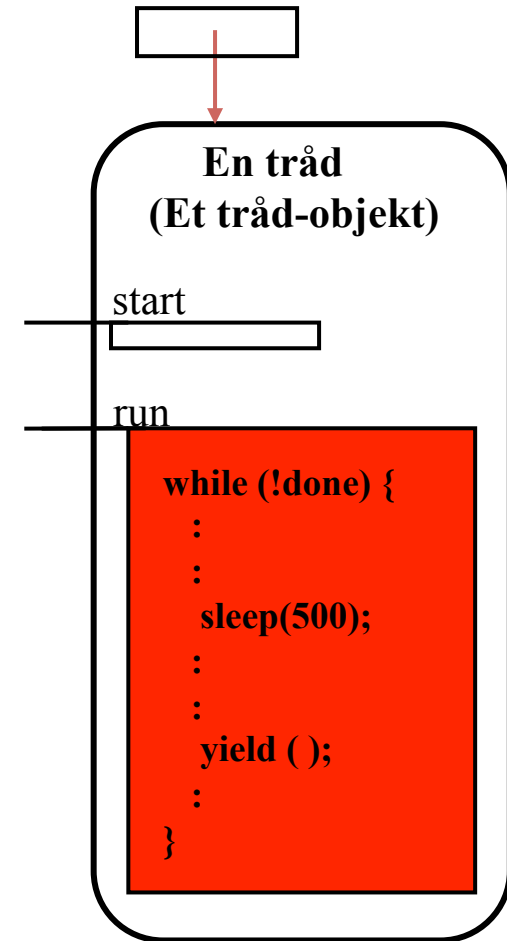 En tråd
(Et tråd-objekt)
start
run
while (!done) {
:
:
sleep(500);
:
:
yield ( );
:
}